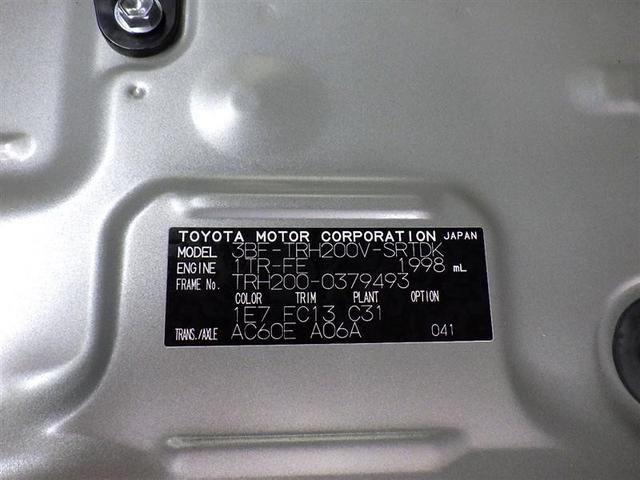 TOYOTA MOTOR CORPORATION JAPAN
MODEL 3BF-TRH200V-SRTDK
ENGINE 1TR-FE 1998 mL
FRAME No. TRH200-0379493
COLOR TRIM PLANT OPTION
1E7 FC13 C31
TRANS./AXLE AC60E A06A 041